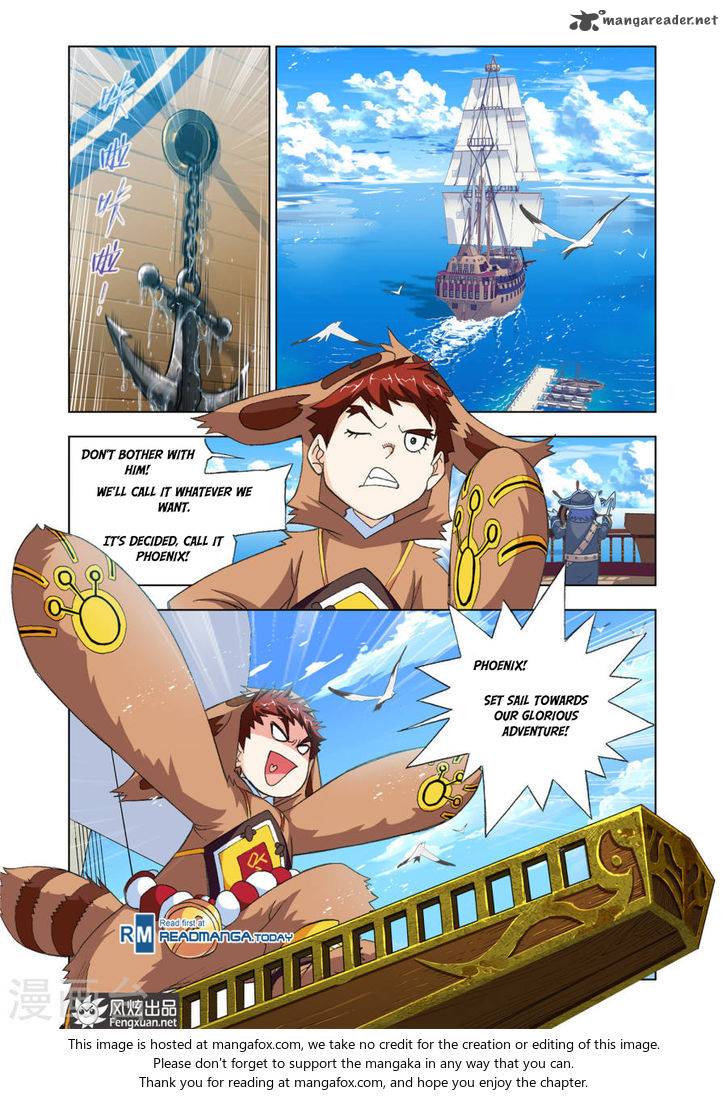 mangareader.net
咔
啦
咔
啦
！
DON'T BOTHER WITH
HIM!
WE'LL CALL IT WHATEVER WE
WANT.
IT'S DECIDED, CALL IT
PHOENIX!
PHOENIX!
SET SAIL TOWARDS
OUR GLORIOUS
ADVENTURE!
RM
Read first at
READMANGA.TODAY
风炫出品
Fengxuan.net
This image is hosted at mangafox.com, we take no credit for the creation or editing of this image.
Please don't forget to support the mangaka in any way that you can.
Thank you for reading at mangafox.com, and hope you enjoy the chapter.